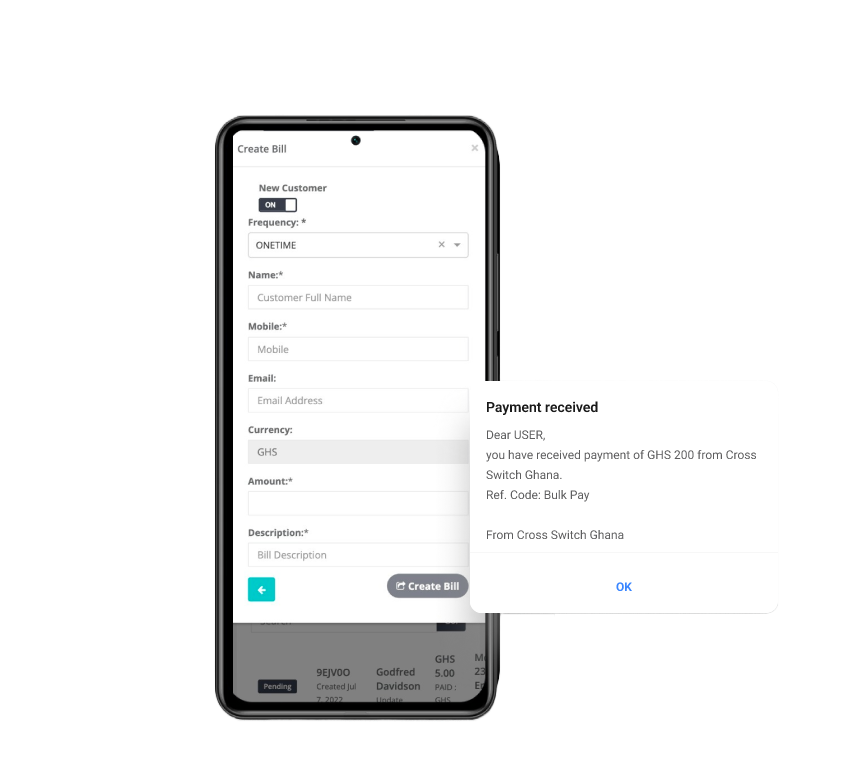 Create Bill
×
New Customer
ON
Frequency: *
ONETIME
Name:*
Customer Full Name
Mobile:*
Mobile
Email:
Email Address
Currency:
GHS
Amount:*
Description:*
Bill Description
Create Bill
Payment received
Dear USER,
you have received payment of GHS 200 from Cross
Switch Ghana.
Ref. Code: Bulk Pay
From Cross Switch Ghana
OK
Pending
9EJV0O
Created Jul
7, 2022
Godfred
Davidson
Update
GHS
5.00
PAID :
GHS